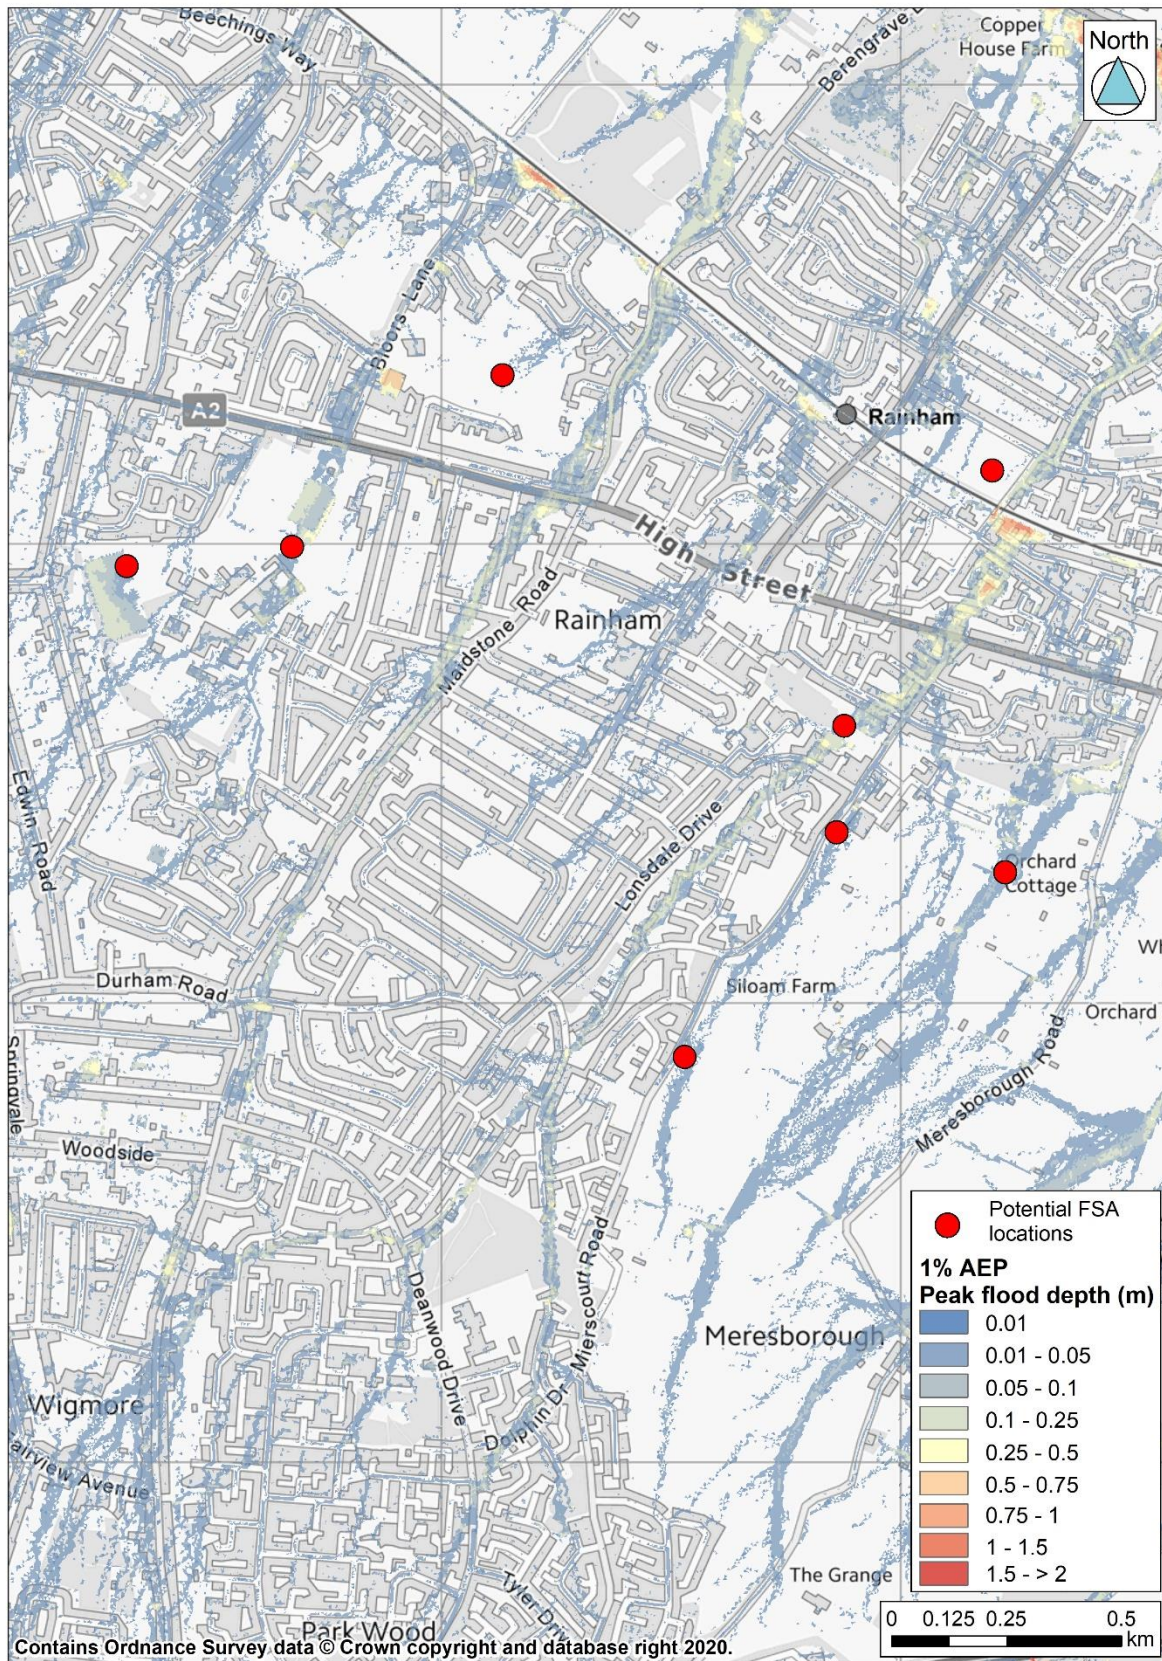 Beechings Way
Copper
House Farm
Berengrave
North
Bloors Lane
A2
Rainham
High Street
Maidstone Road
Rainham
Edwin Road
Lonsdale Drive
Orchard
Cottage
Wh
Durham Road
Siloam Farm
Orchard
Springvale
Meresborough Road
Woodside
Deanwood Drive
Mierscourt Road
Meresborough
Wigmore
Dolphin Dr
airview Avenue
The Grange
Tyler Driv
Park Wood
Potential FSA
locations
1% AEP
Peak flood depth (m)
0.01
0.01 - 0.05
0.05 - 0.1
0.1 - 0.25
0.25 - 0.5
0.5 - 0.75
0.75 - 1
1 - 1.5
1.5 - > 2
0 0.125 0.25 0.5
km
Contains Ordnance Survey data © Crown copyright and database right 2020.